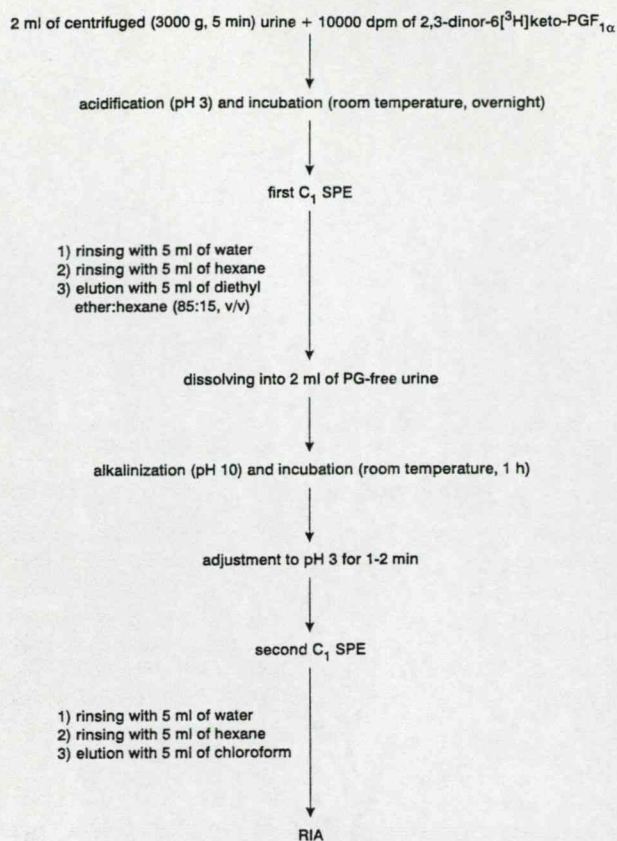 2 ml of centrifuged (3000 g, 5 min) urine + 10000 dpm of 2,3-dinor-6[³H]keto-PGF₁α
acidification (pH 3) and incubation (room temperature, overnight)
first C₁ SPE
1) rinsing with 5 ml of water
2) rinsing with 5 ml of hexane
3) elution with 5 ml of diethyl
ether:hexane (85:15, v/v)
dissolving into 2 ml of PG-free urine
alkalinization (pH 10) and incubation (room temperature, 1 h)
adjustment to pH 3 for 1-2 min
second C₁ SPE
1) rinsing with 5 ml of water
2) rinsing with 5 ml of hexane
3) elution with 5 ml of chloroform
RIA